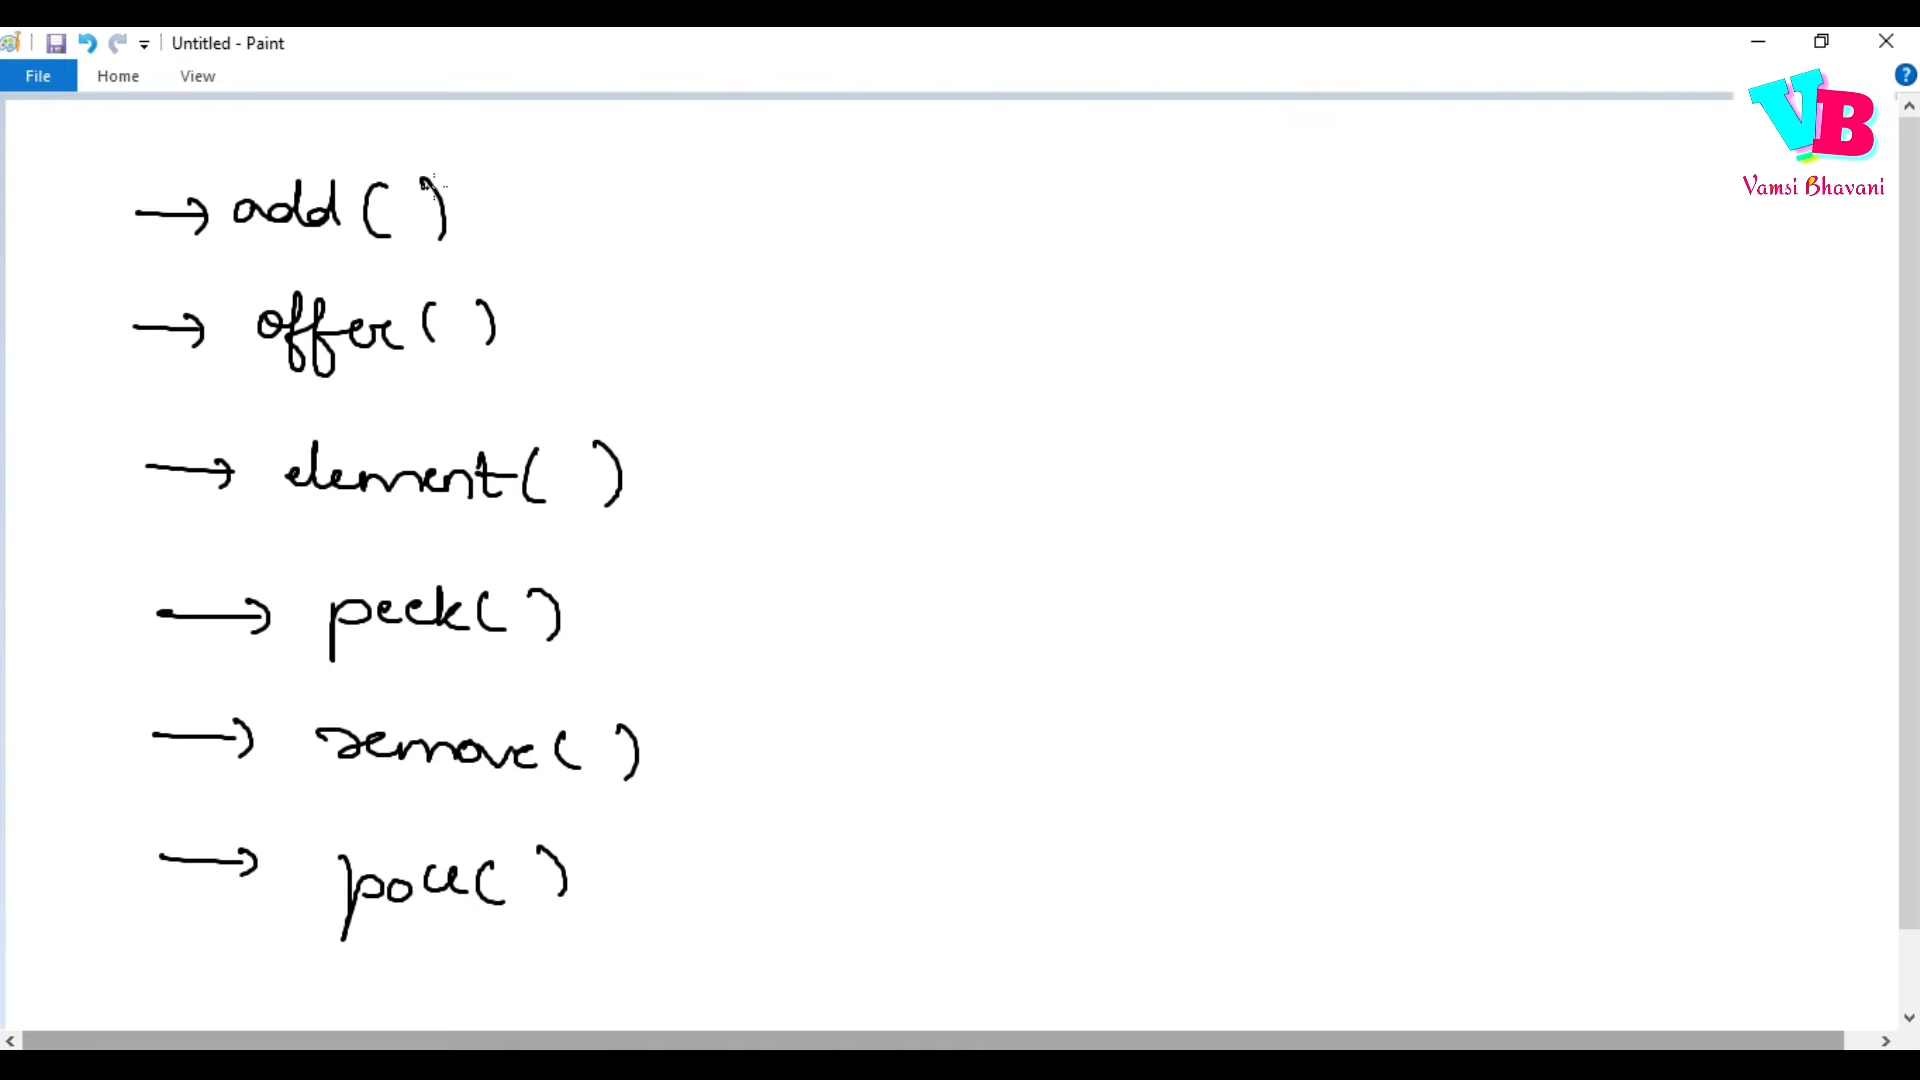 Untitled - Paint
File Home View
VB
Vamsi Bhavani
→ add( )
→ offer( )
→ element( )
→ peek( )
→ remove( )
→ poll( )